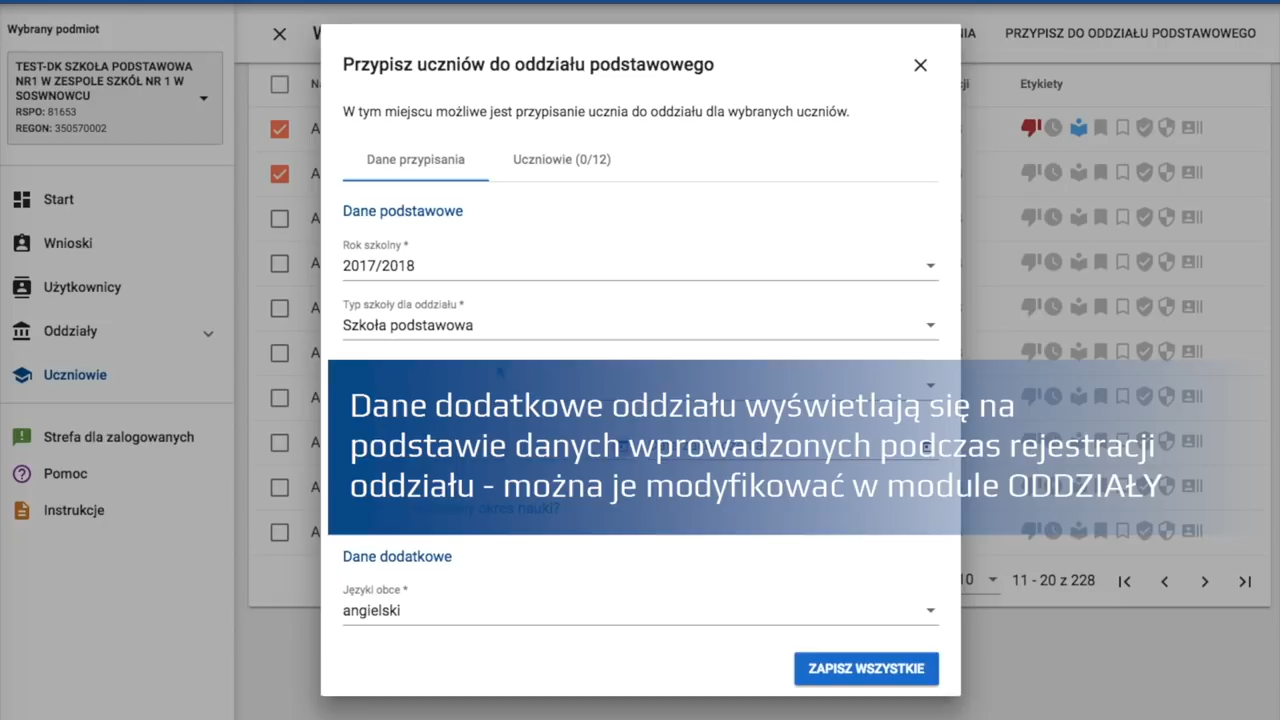 Wybrany podmiot
TEST-DK SZKOŁA PODSTAWOWA
NR1 W ZESPOLE SZKÓŁ NR 1 W
SOSWNOWCU
RSPO: 81653
REGON: 350570002
Start
Wnioski
Użytkownicy
Oddziały
Uczniowie
Strefa dla zalogowanych
Pomoc
Instrukcje
PRZYPISZ DO ODDZIAŁU PODSTAWOWEGO
Etykiety
Przypisz uczniów do oddziału podstawowego
W tym miejscu możliwe jest przypisanie ucznia do oddziału dla wybranych uczniów.
Dane przypisania
Uczniowie (0/12)
Dane podstawowe
Rok szkolny *
2017/2018
Typ szkoły dla oddziału *
Szkoła podstawowa
Dane dodatkowe oddziału wyświetlają się na
podstawie danych wprowadzonych podczas rejestracji
oddziału - można je modyfikować w module ODDZIAŁY
okres nauki?
Dane dodatkowe
Języki obce *
angielski
ZAPISZ WSZYSTKIE
11 - 20 z 228